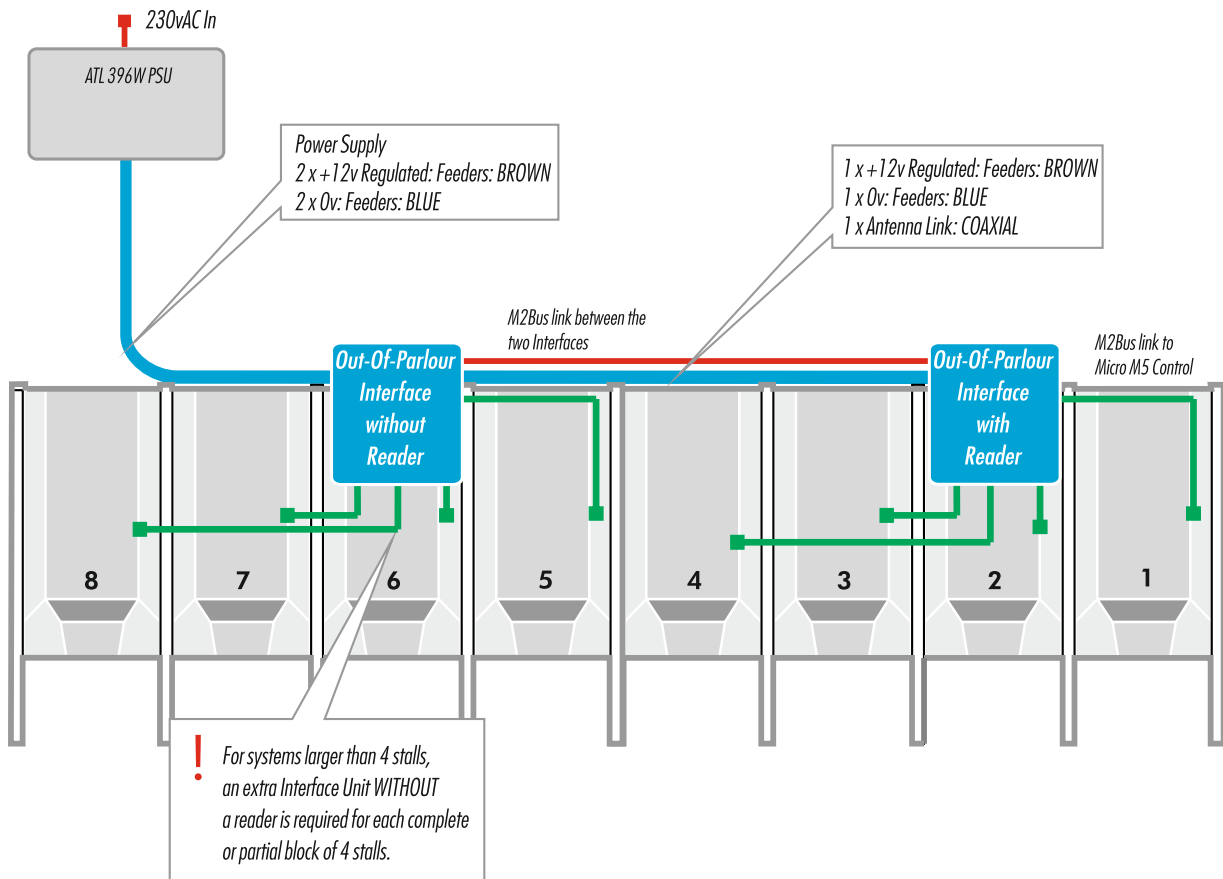 230vAC In
ATL 396W PSU
Power Supply
2 x +12v Regulated: Feeders: BROWN
2 x 0v: Feeders: BLUE
1 x +12v Regulated: Feeders: BROWN
1 x 0v: Feeders: BLUE
1 x Antenna Link: COAXIAL
M2Bus link between the
two Interfaces
M2Bus link to
Micro M5 Control
Out-Of-Parlour
Interface
without
Reader
Out-Of-Parlour
Interface
with
Reader
8 7 6 5 4 3 2 1
! For systems larger than 4 stalls,
an extra Interface Unit WITHOUT
a reader is required for each complete
or partial block of 4 stalls.